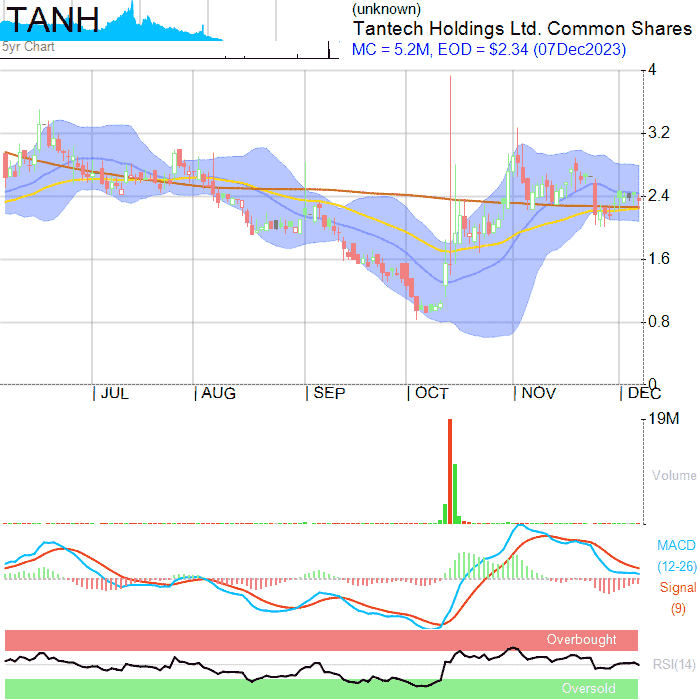 TANH
(unknown)
Tantech Holdings Ltd. Common Shares
5yr Chart
MC = 5.2M, EOD = $2.34 (07Dec2023)
4
3.2
2.4
1.6
0.8
0
JUL AUG SEP OCT NOV DEC
19M
Volume
MACD
(12-26)
Signal
(9)
Overbought
RSI(14)
Oversold